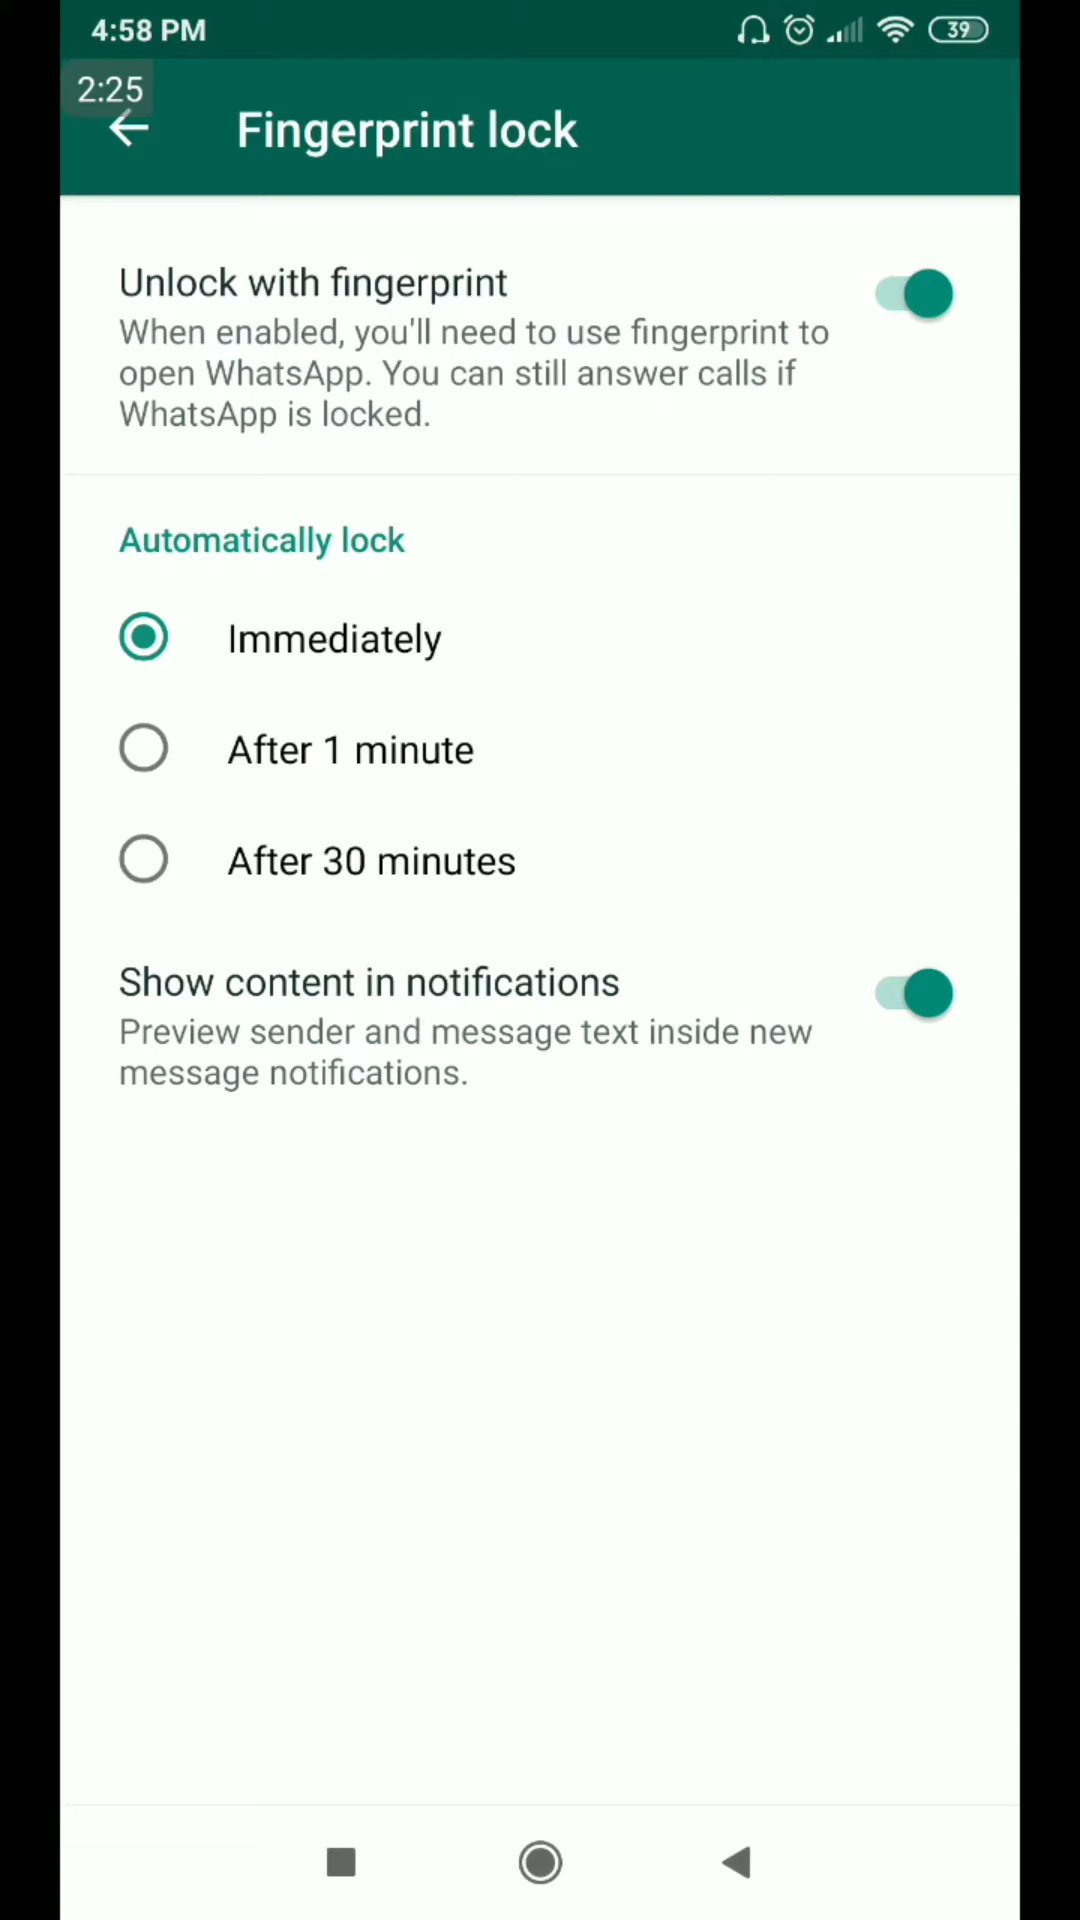 4:58 PM
39
2:25
Fingerprint lock
Unlock with fingerprint
When enabled, you'll need to use fingerprint to
open WhatsApp. You can still answer calls if
WhatsApp is locked.
Automatically lock
Immediately
After 1 minute
After 30 minutes
Show content in notifications
Preview sender and message text inside new
message notifications.